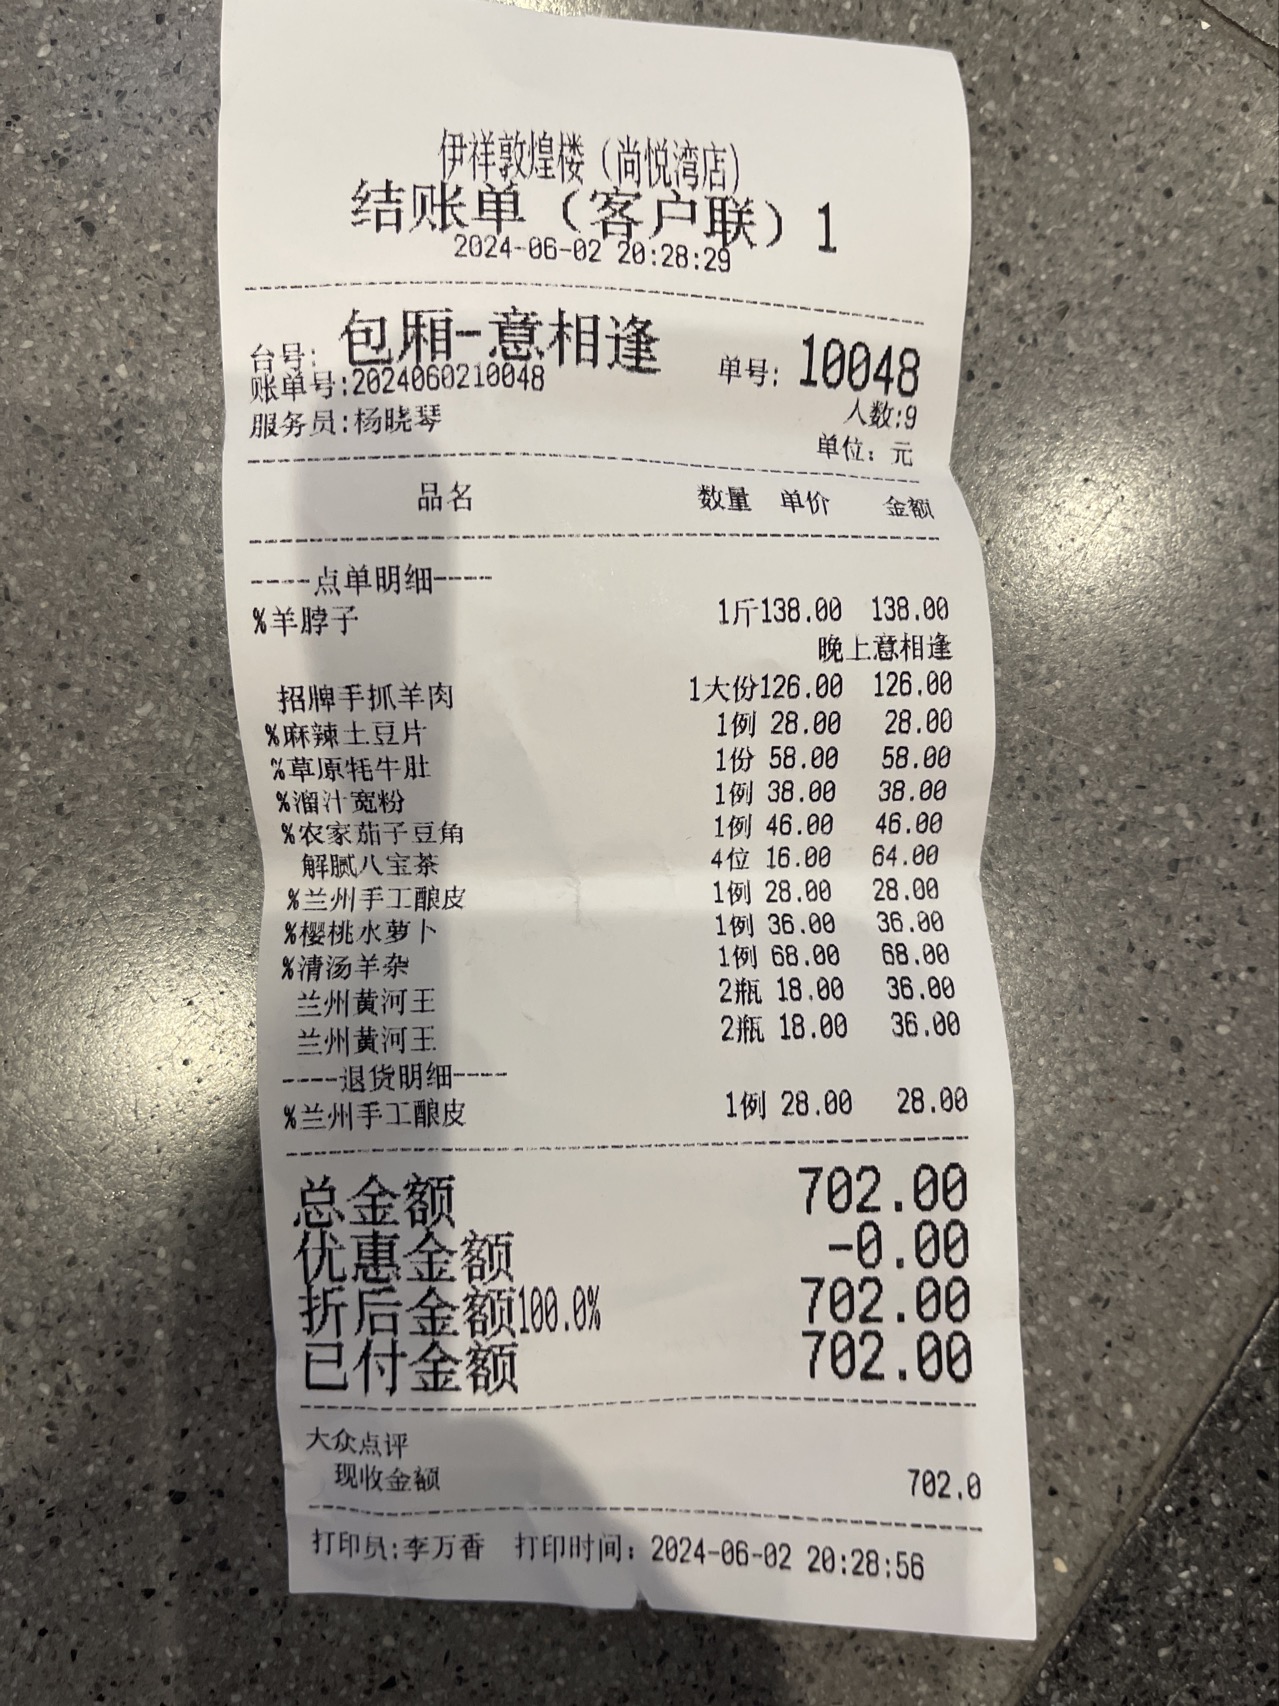 伊祥敦煌楼（尚悦湾店）
结账单（客户联）1
2024-06-02 20:28:29
台号: 包厢-意相逢 单号: 10048
账单号:2024060210048
人数:9
服务员:杨晓琴
单位: 元
品名 数量 单价 金额
----点单明细----
%羊脖子 1斤138.00 138.00
晚上意相逢
招牌手抓羊肉 1大份126.00 126.00
%麻辣土豆片 1例 28.00 28.00
%草原牦牛肚 1份 58.00 58.00
%溜汁宽粉 1例 38.00 38.00
%农家茄子豆角 1例 46.00 46.00
解腻八宝茶 4位 16.00 64.00
%兰州手工酿皮 1例 28.00 28.00
%樱桃水萝卜 1例 36.00 36.00
%清汤羊杂 1例 68.00 68.00
兰州黄河王 2瓶 18.00 36.00
兰州黄河王 2瓶 18.00 36.00
----退货明细----
%兰州手工酿皮 1例 28.00 28.00
总金额 702.00
优惠金额 -0.00
折后金额100.0% 702.00
已付金额 702.00
大众点评
现收金额 702.0
打印员:李万香 打印时间: 2024-06-02 20:28:56